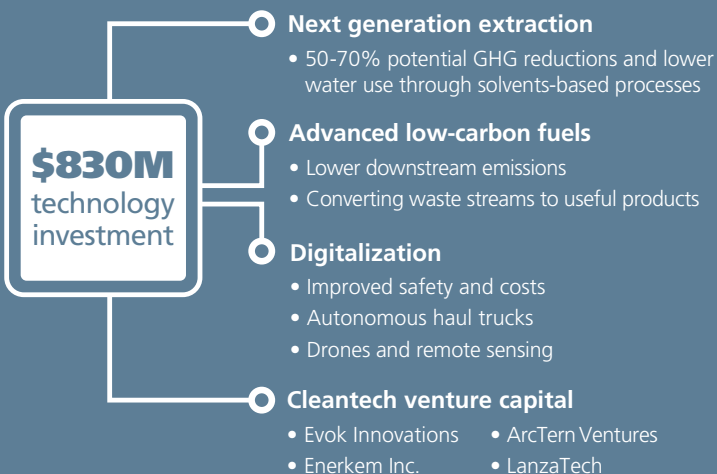 Next generation extraction
• 50-70% potential GHG reductions and lower
water use through solvents-based processes
$830M
technology
investment
Advanced low-carbon fuels
• Lower downstream emissions
• Converting waste streams to useful products
Digitalization
• Improved safety and costs
• Autonomous haul trucks
• Drones and remote sensing
Cleantech venture capital
• Evok Innovations • ArcTern Ventures
• Enerkem Inc. • LanzaTech